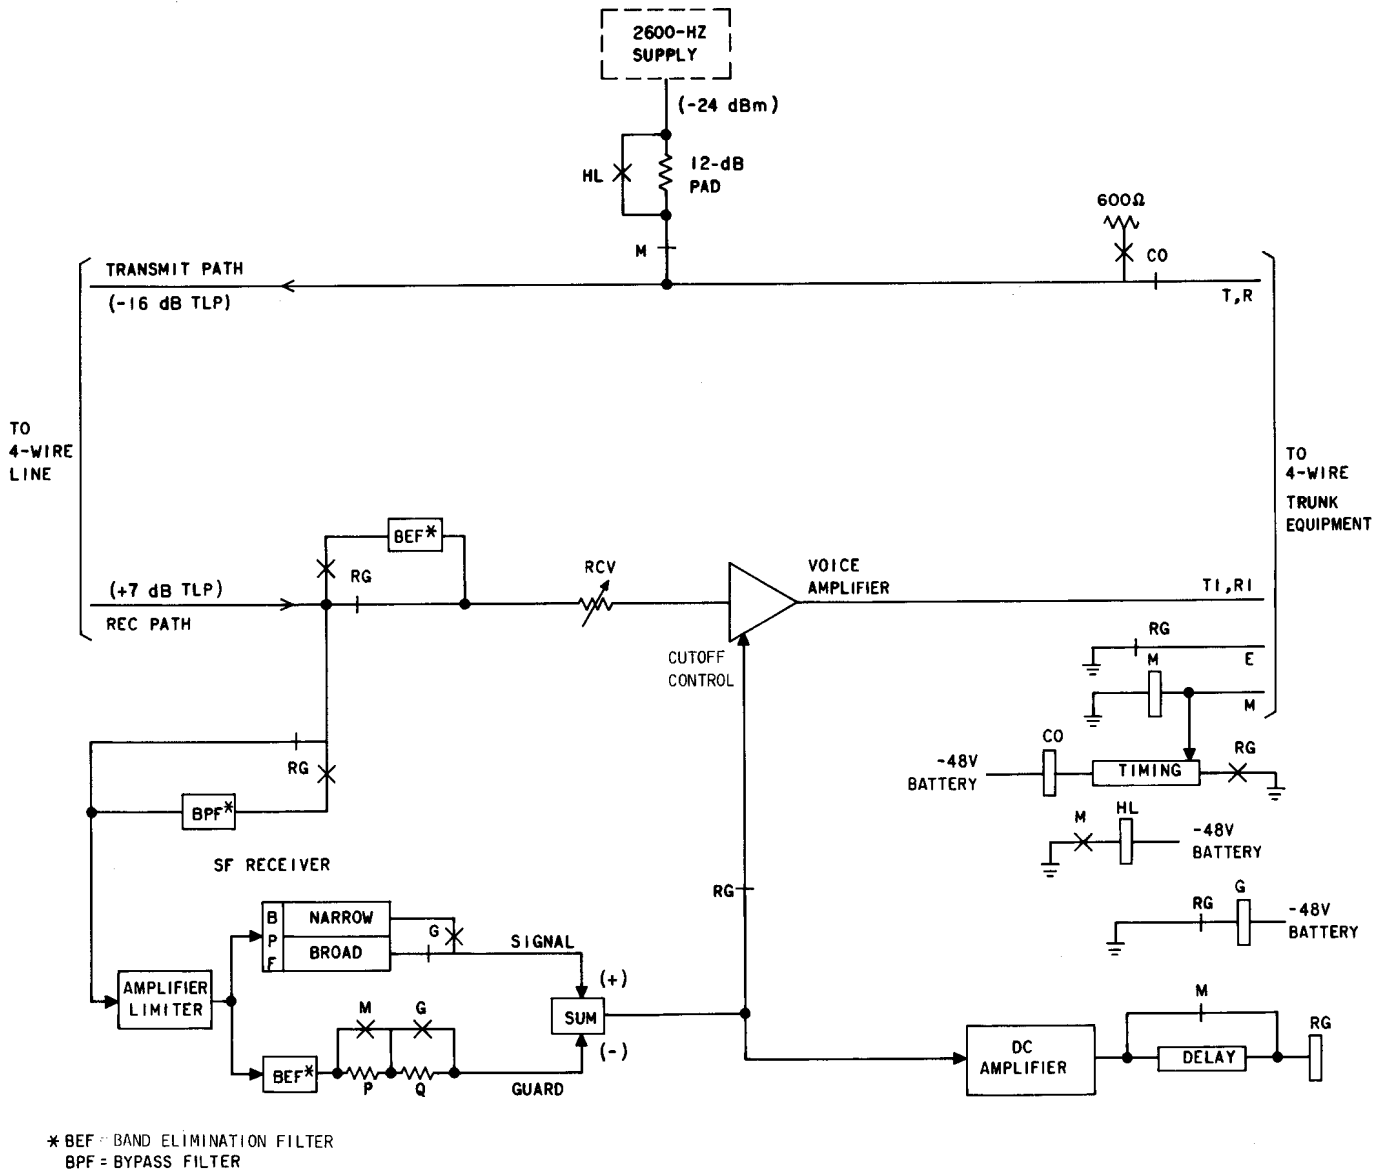 2600-HZ
SUPPLY
(-24 dBm)
HL
12-dB
PAD
M
600Ω
CO
TRANSMIT PATH
(-16 dB TLP)
T,R
TO
4-WIRE
LINE
TO
4-WIRE
TRUNK
EQUIPMENT
BEF*
RG
RCV
VOICE
AMPLIFIER
(+7 dB TLP)
REC PATH
T1,R1
CUTOFF
CONTROL
RG
E
M
M
CO
-48V
BATTERY
TIMING
RG
RG
BPF*
M
HL
-48V
BATTERY
SF RECEIVER
RG
RG
G
-48V
BATTERY
B
P
F
NARROW
BROAD
G
SIGNAL
(+)
AMPLIFIER
LIMITER
SUM
(-)
M
G
BEF*
P
Q
GUARD
DC
AMPLIFIER
M
DELAY
RG
* BEF = BAND ELIMINATION FILTER
BPF = BYPASS FILTER